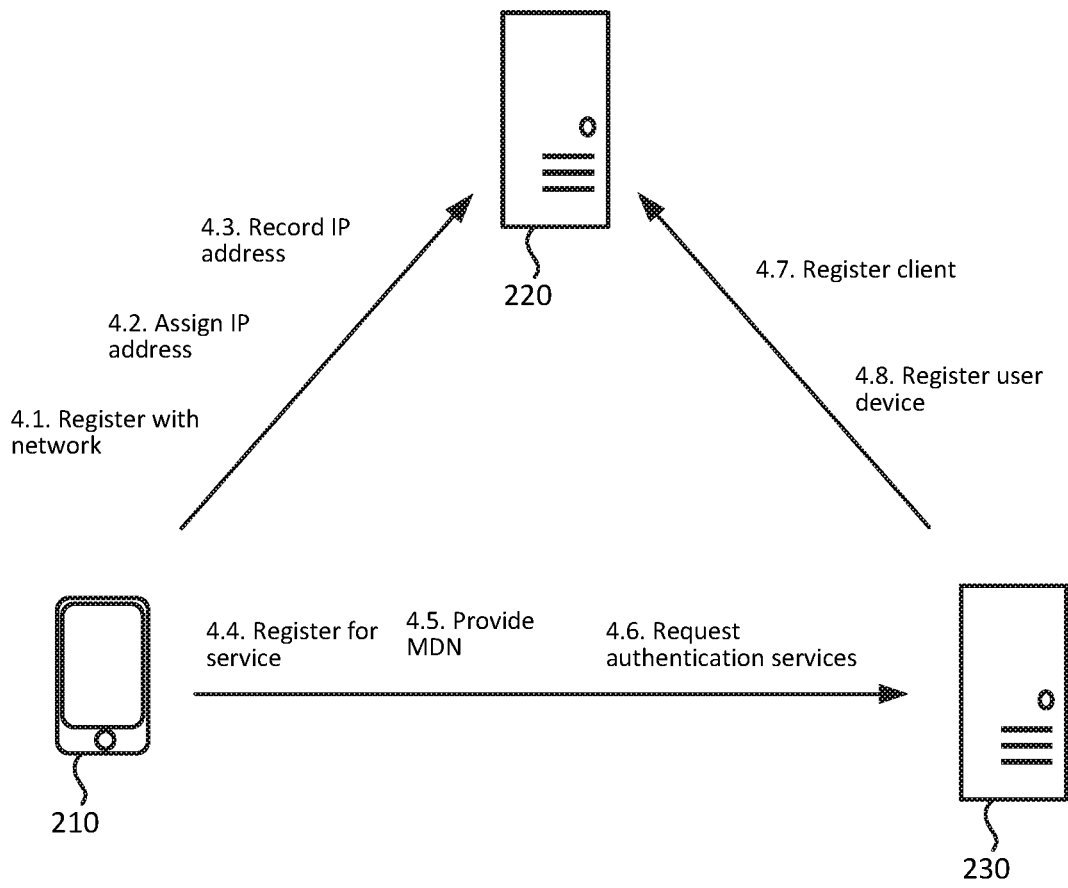 4.3. Record IP
address
220
4.7. Register client
4.2. Assign IP
address
4.8. Register user
device
4.1. Register with
network
4.4. Register for
service
4.5. Provide
MDN
4.6. Request
authentication services
210
230